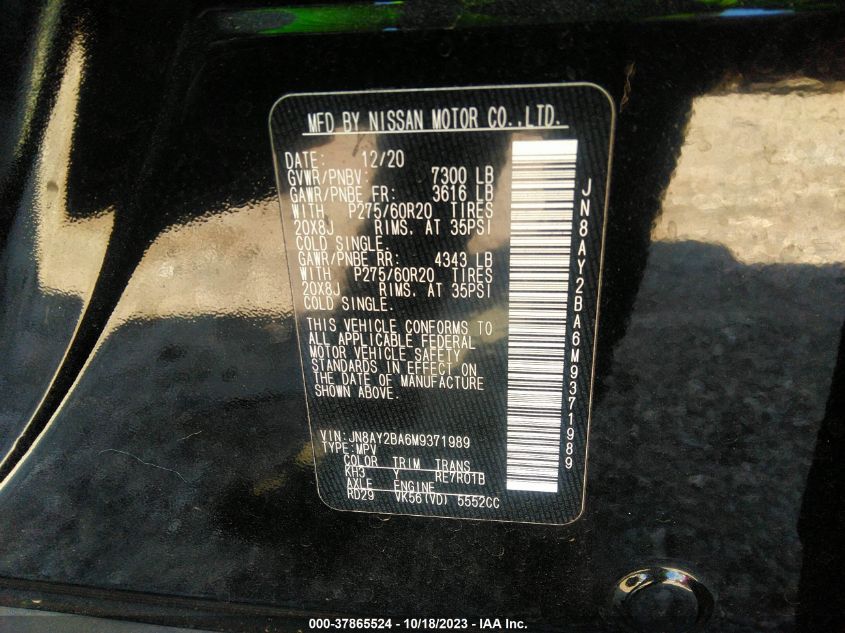 MFD BY NISSAN MOTOR CO.,LTD.
DATE: 12/20
GVWR/PNBV: 7300 LB
GAWR/PNBE FR: 3616 LB
WITH P275/60R20 TIRES
20X8J RIMS. AT 35PSI
COLD SINGLE.
GAWR/PNBE RR: 4343 LB
WITH P275/60R20 TIRES
20X8J RIMS. AT 35PSI
COLD SINGLE.
THIS VEHICLE CONFORMS TO
ALL APPLICABLE FEDERAL
MOTOR VEHICLE SAFETY
STANDARDS IN EFFECT ON
THE DATE OF MANUFACTURE
SHOWN ABOVE.
VIN:JN8AY2BA6M9371989
TYPE:MPV
COLOR TRIM TRANS
KH3 Y RE7R01B
AXLE ENGINE
RD29 VK56(VD) 5552CC
JN8AY2BA6M9371989
000-37865524 - 10/18/2023 - IAA Inc.